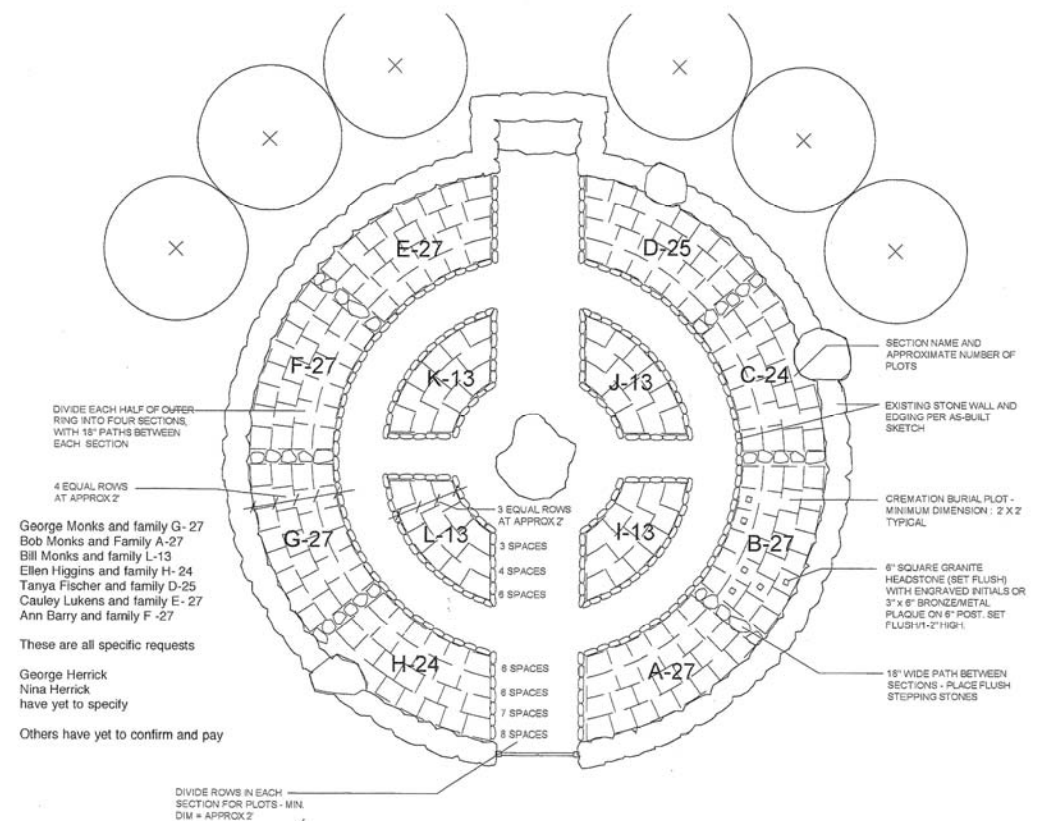 E-27
D-25
F-27
K-13
J-13
C-24
SECTION NAME AND
APPROXIMATE NUMBER OF
PLOTS
DIVIDE EACH HALF OF OUTER
RING INTO FOUR SECTIONS,
WITH 18" PATHS BETWEEN
EACH SECTION
EXISTING STONE WALL AND
EDGING PER AS-BUILT
SKETCH
4 EQUAL ROWS
AT APPROX 2'
3 EQUAL ROWS
AT APPROX 2'
CREMATION BURIAL PLOT -
MINIMUM DIMENSION : 2' X 2'
TYPICAL
G-27
L-13
I-13
B-27
3 SPACES
4 SPACES
6 SPACES
George Monks and family G- 27
Bob Monks and Family A-27
Bill Monks and family L-13
Ellen Higgins and family H- 24
Tanya Fischer and family D-25
Cauley Lukens and family E- 27
Ann Barry and family F -27
These are all specific requests
George Herrick
Nina Herrick
have yet to specify
Others have yet to confirm and pay
6" SQUARE GRANITE
HEADSTONE (SET FLUSH)
WITH ENGRAVED INITIALS OR
3" x 6" BRONZE/METAL
PLAQUE ON 6" POST. SET
FLUSH/1-2" HIGH.
H-24
A-27
6 SPACES
6 SPACES
7 SPACES
8 SPACES
18" WIDE PATH BETWEEN
SECTIONS - PLACE FLUSH
STEPPING STONES
DIVIDE ROWS IN EACH
SECTION FOR PLOTS - MIN.
DIM = APPROX 2'